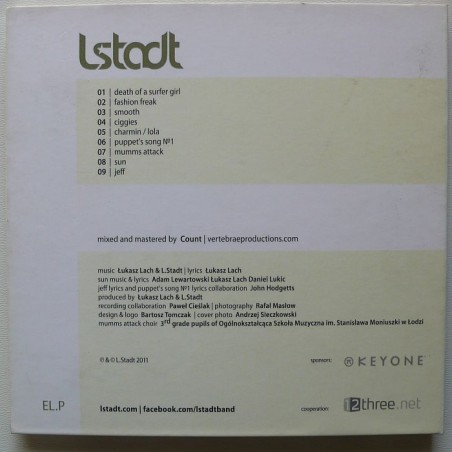 Lstadt
01 | death of a surfer girl
02 | fashion freak
03 | smooth
04 | ciggies
05 | charmin / lola
06 | puppet's song №1
07 | mumms attack
08 | sun
09 | jeff
mixed and mastered by Count | vertebraeproductions.com
music Łukasz Lach & L.Stadt | lyrics Łukasz Lach
sun music & lyrics Adam Lewartowski Łukasz Lach Daniel Lukic
jeff lyrics and puppet's song №1 lyrics collaboration John Hodgetts
produced by Łukasz Lach & L.Stadt
recording collaboration Paweł Cieślak | photography Rafał Masłow
design & logo Bartosz Tomczak | cover photo Andrzej Sieczkowski
mumms attack choir 3rd grade pupils of Ogólnokształcąca Szkoła Muzyczna im. Stanisława Moniuszki w Łodzi
℗ & © L.Stadt 2011
sponsors: KEYONE
EL.P
lstadt.com | facebook.com/lstadtband
cooperation: 12three.net